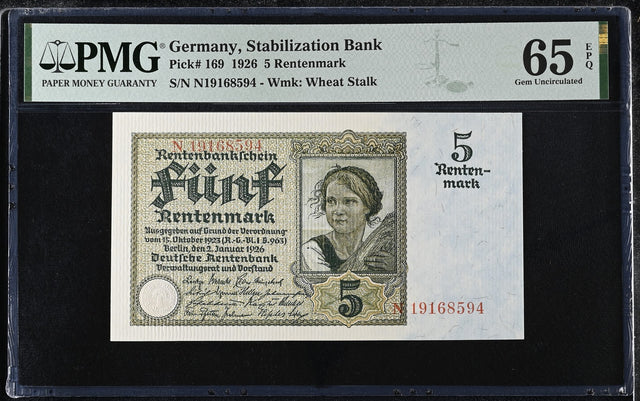 PMG
PAPER MONEY GUARANTY
Germany, Stabilization Bank
Pick# 169 1926 5 Rentenmark
S/N N19168594 - Wmk: Wheat Stalk
65 EPQ
Gem Uncirculated
N 19168594
Rentenbankschein
Fünf
Rentenmark
Ausgegeben auf Grund der Verordnung
vom 15. Oktober 1923 (R.-G.-Bl. I S. 963)
Berlin, den 2. Januar 1926
Deutsche Rentenbank
Verwaltungsrat und Vorstand
5
5
Renten-
mark
N 19168594